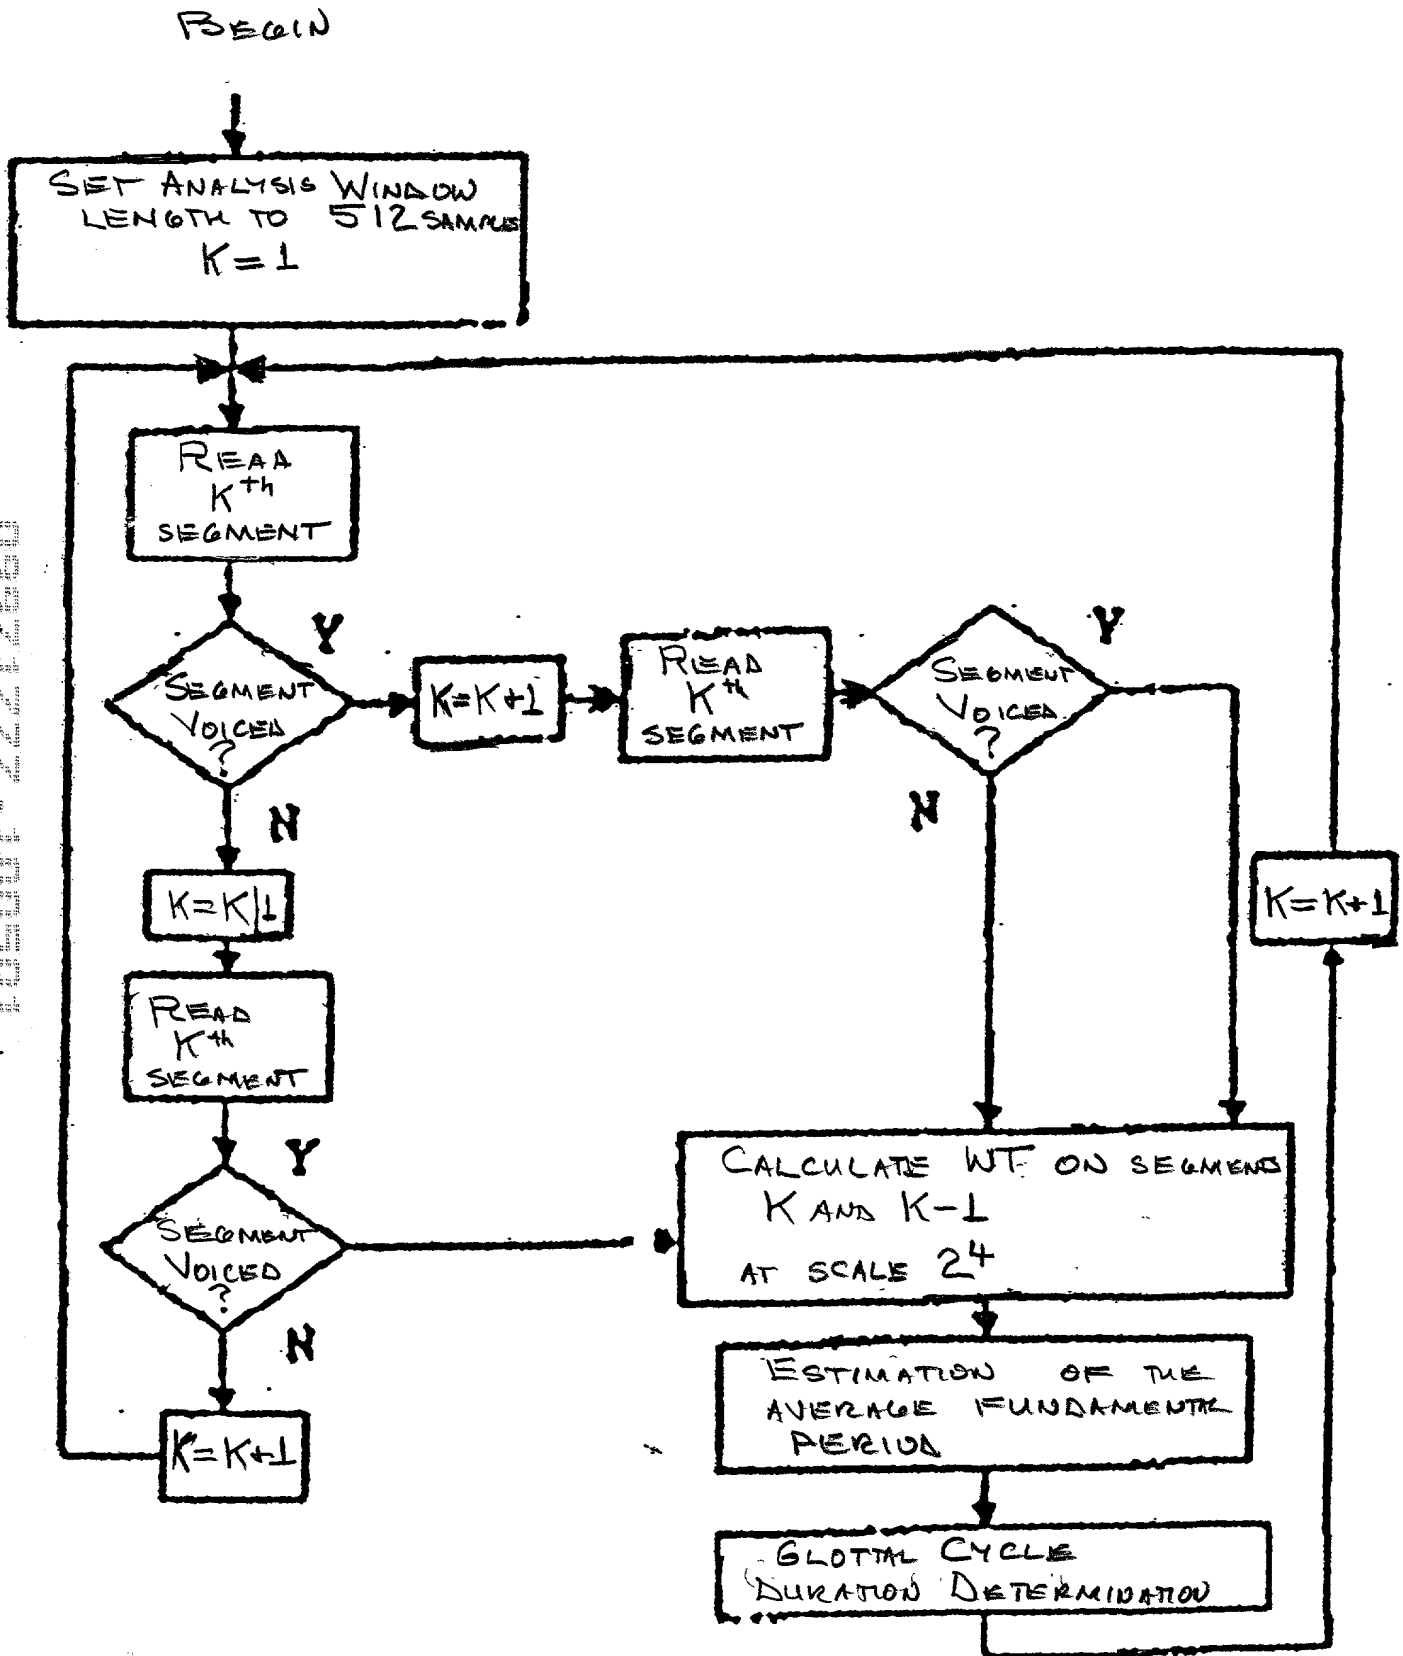 BEGIN
SET ANALYSIS WINDOW
LENGTH TO 512 SAMPLES
K=1
READ
Kth
SEGMENT
Y
SEGMENT
VOICED
?
N
K=K+1
READ
Kth
SEGMENT
Y
SEGMENT
VOICED
?
N
K=K|1
READ
Kth
SEGMENT
Y
SEGMENT
VOICED
?
N
K=K+1
K=K+1
CALCULATE WT ON SEGMENTS
K AND K-1
AT SCALE 2^4
ESTIMATION OF THE
AVERAGE FUNDAMENTAL
PERIOD
GLOTTAL CYCLE
DURATION DETERMINATION